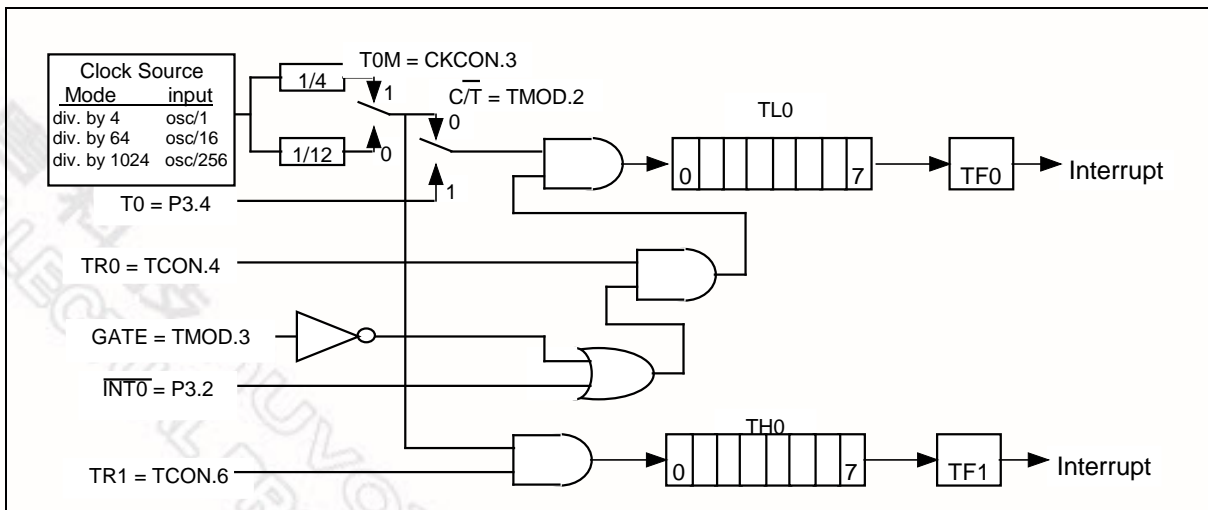 Clock Source
Mode input
div. by 4 osc/1
div. by 64 osc/16
div. by 1024 osc/256
1/4
1/12
T0M = CKCON.3
1
0
C/T = TMOD.2
0
1
T0 = P3.4
TL0
0 7
TF0
Interrupt
TR0 = TCON.4
GATE = TMOD.3
INT0 = P3.2
TR1 = TCON.6
TH0
0 7
TF1
Interrupt